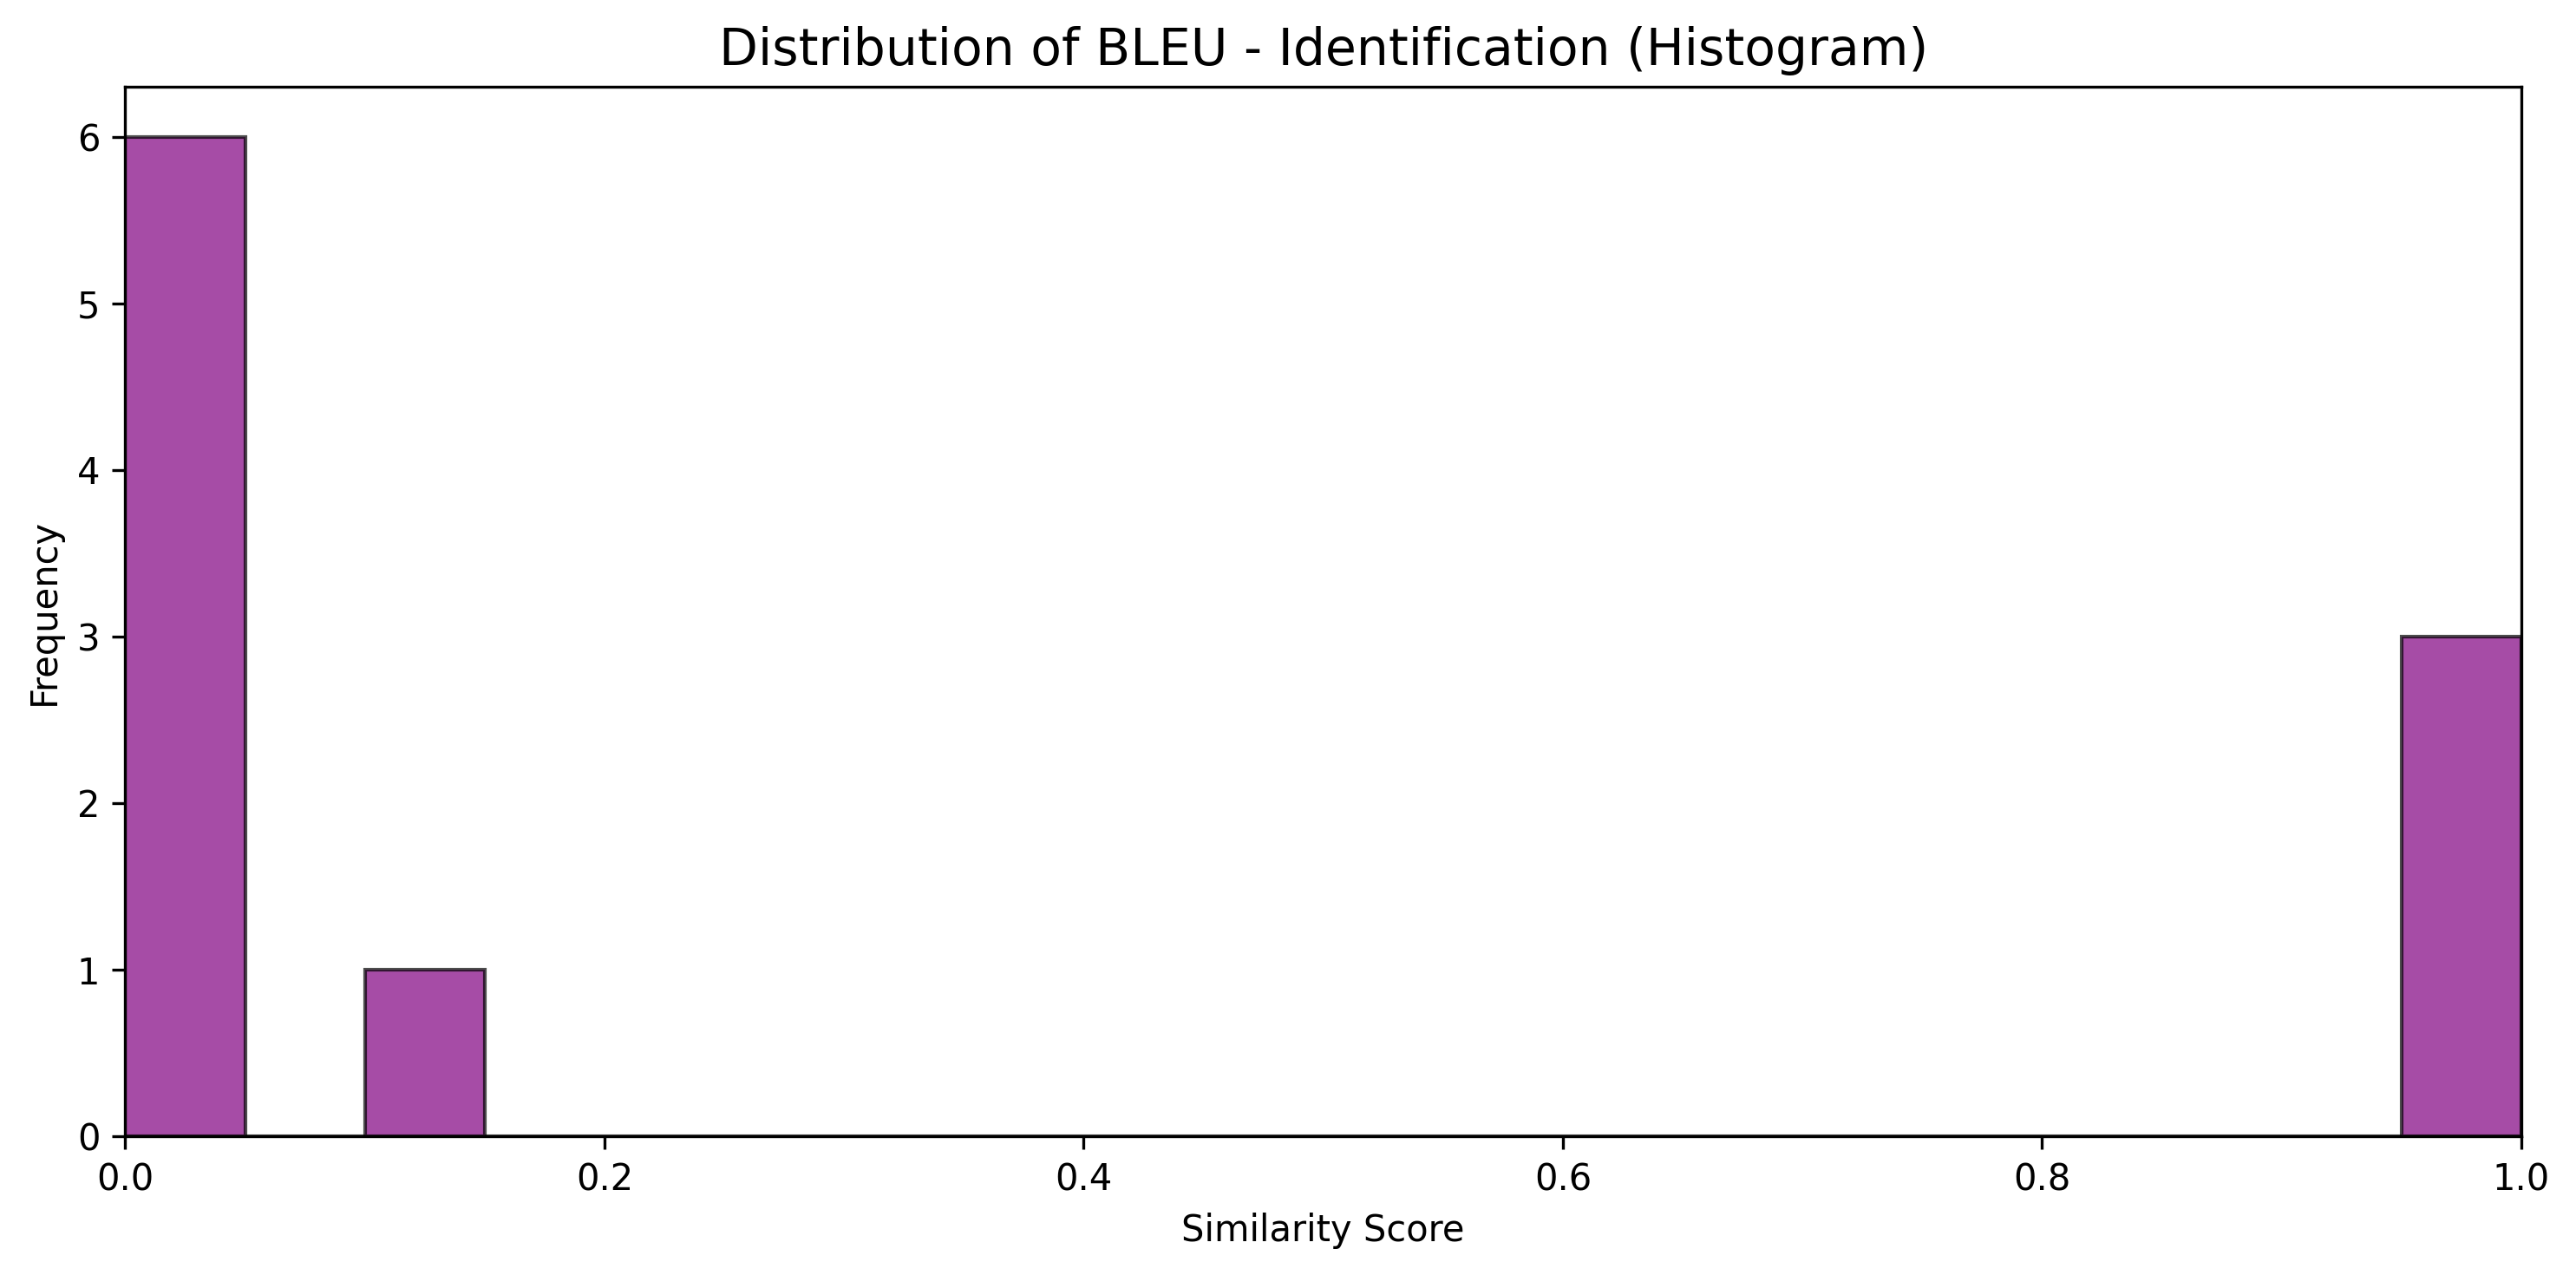 Distribution of BLEU - Identification (Histogram)
6
5
4
3
2
1
0
Frequency
0.0 0.2 0.4 0.6 0.8 1.0
Similarity Score